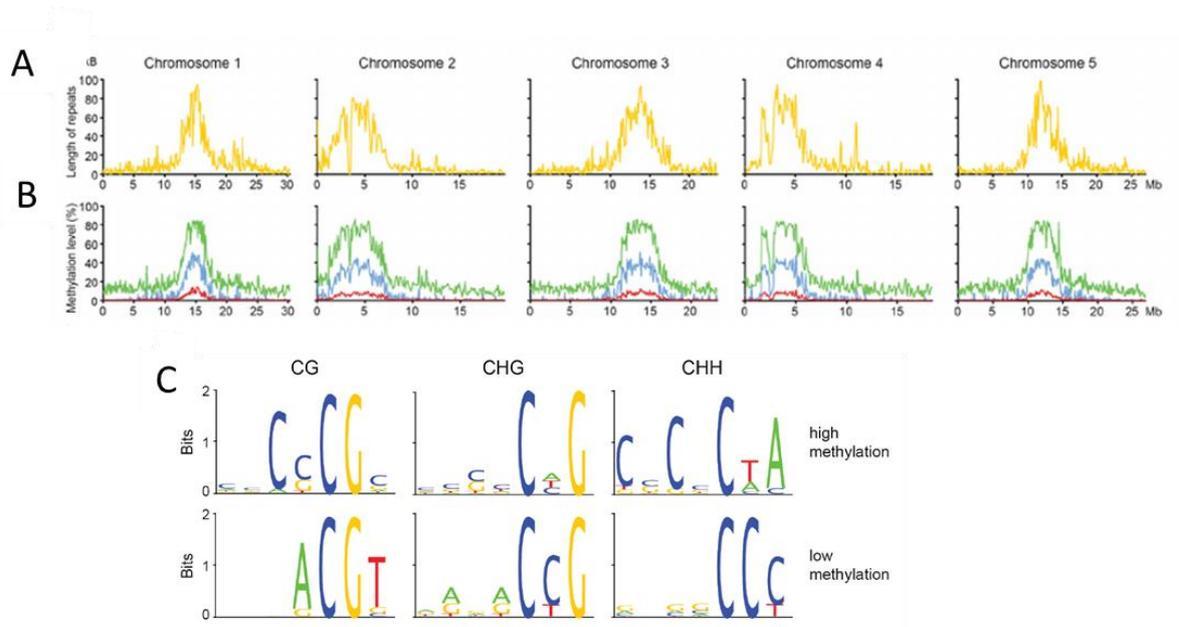 A
kB
Chromosome 1 Chromosome 2 Chromosome 3 Chromosome 4 Chromosome 5
Length of repeats
100
80
60
40
20
0
0 5 10 15 20 25 30 0 5 10 15 0 5 10 15 20 0 5 10 15 0 5 10 15 20 25 Mb
B
Methylation level (%)
100
80
60
40
20
0
0 5 10 15 20 25 30 0 5 10 15 0 5 10 15 20 0 5 10 15 0 5 10 15 20 25 Mb
C
CG CHG CHH
Bits
2
1
0
C C C G C
C A G
C C C T A
high
methylation
Bits
2
1
0
A C G T
A A C C G
C C C
low
methylation